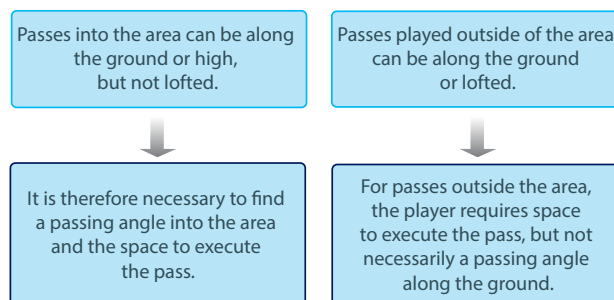 Passes into the area can be along
the ground or high,
but not lofted.
Passes played outside of the area
can be along the ground
or lofted.
It is therefore necessary to find
a passing angle into the area
and the space to execute
the pass.
For passes outside the area,
the player requires space
to execute the pass, but not
necessarily a passing angle
along the ground.